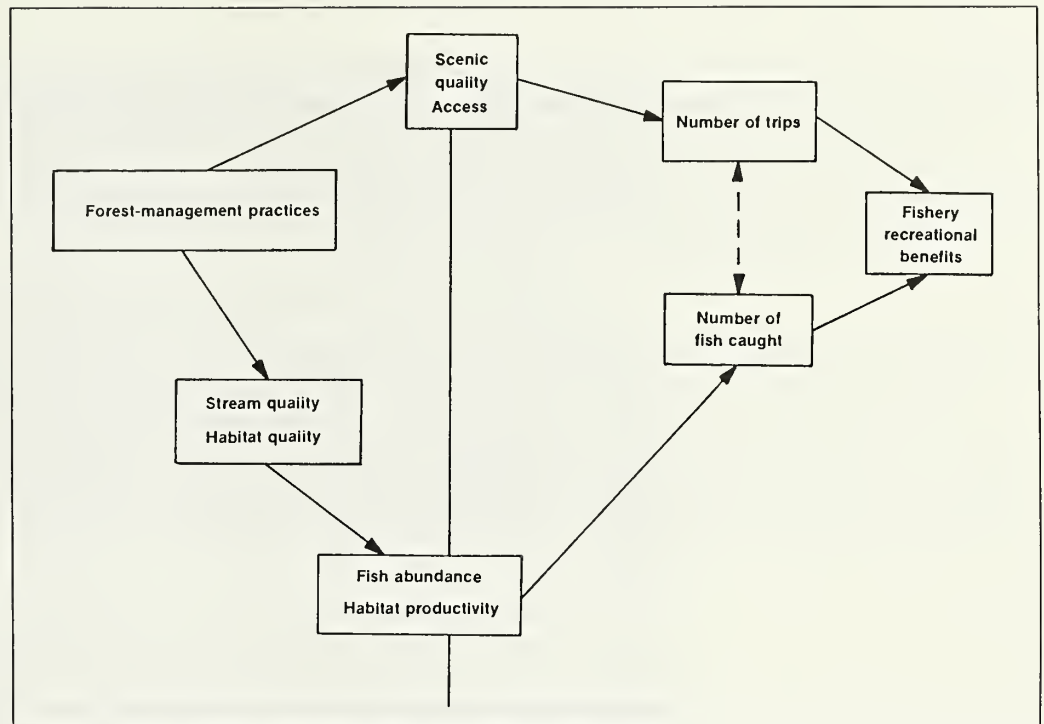 Scenic
quality
Access
Number of trips
Forest-management practices
Fishery
recreational
benefits
Number of
fish caught
Stream quality
Habitat quality
Fish abundance
Habitat productivity